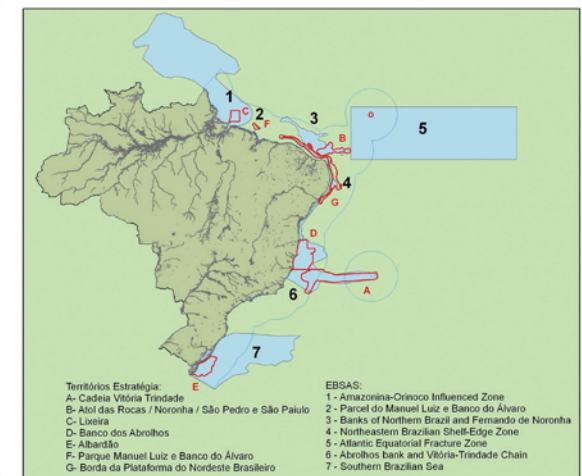 1
C
2
F
3
B
5
4
G
D
A
6
7
E
Territórios Estratégia:
A- Cadeia Vitória Trindade
B- Atol das Rocas / Noronha / São Pedro e São Paiulo
C- Lixeira
D- Banco dos Abrolhos
E- Albardão
F- Parque Manuel Luiz e Banco do Álvaro
G- Borda da Plataforma do Nordeste Brasileiro
EBSAS:
1 - Amazonina-Orinoco Influenced Zone
2 - Parcel do Manuel Luiz e Banco do Álvaro
3 - Banks of Northern Brazil and Fernando de Noronha
4 - Northeastern Brazilian Shelf-Edge Zone
5 - Atlantic Equatorial Fracture Zone
6 - Abrolhos bank and Vitória-Trindade Chain
7 - Southern Brazilian Sea